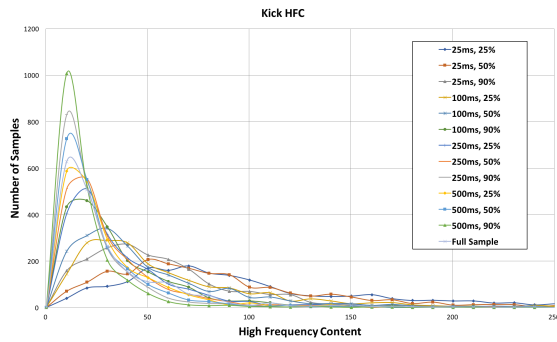 Kick HFC
1200
1000
800
600
400
200
0
Number of Samples
0
50
100
150
200
250
High Frequency Content
25ms, 25%
25ms, 50%
25ms, 90%
100ms, 25%
100ms, 50%
100ms, 90%
250ms, 25%
250ms, 50%
250ms, 90%
500ms, 25%
500ms, 50%
500ms, 90%
Full Sample